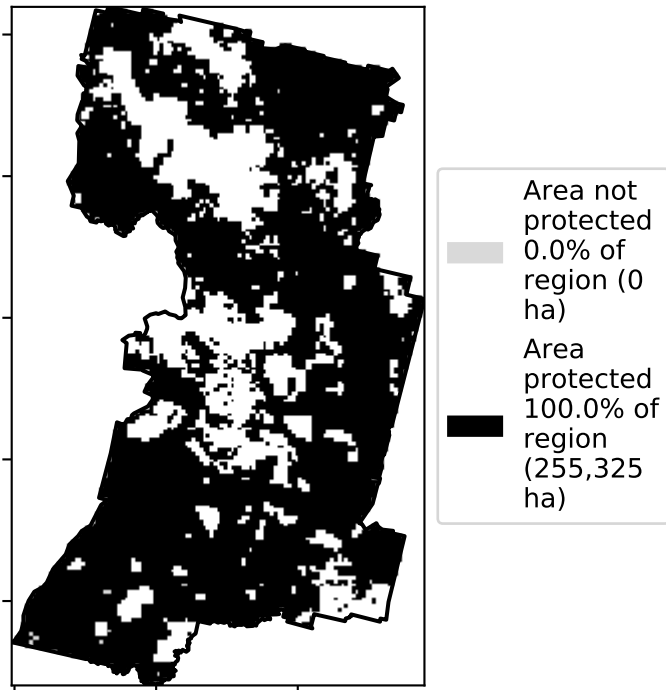 Area not
protected
0.0% of
region (0
ha)
Area
protected
100.0% of
region
(255,325
ha)